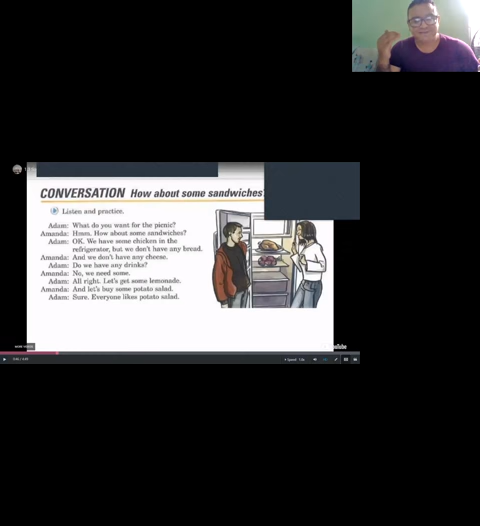 CONVERSATION How about some sandwiches?
Listen and practice.
Adam: What do you want for the picnic?
Amanda: Hmm. How about some sandwiches?
Adam: OK. We have some chicken in the
refrigerator, but we don't have any bread.
Amanda: And we don't have any cheese.
Adam: Do we have any drinks?
Amanda: No, we need some.
Adam: All right. Let's get some lemonade.
Amanda: And let's buy some potato salad.
Adam: Sure. Everyone likes potato salad.